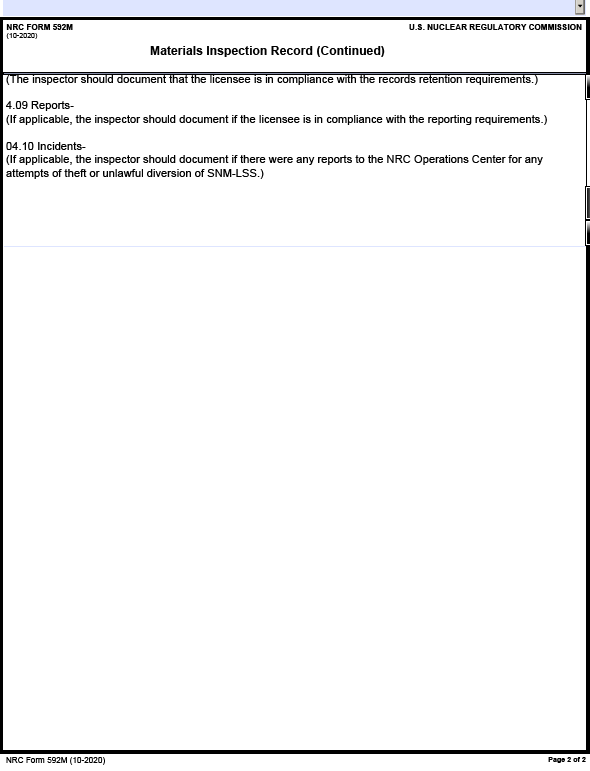 NRC FORM 592M
U.S. NUCLEAR REGULATORY COMMISSION
(10-2020)
Materials Inspection Record (Continued)
(The inspector should document that the licensee is in compliance with the records retention requirements.)
4.09 Reports-
(If applicable, the inspector should document if the licensee is in compliance with the reporting requirements.)
04.10 Incidents-
(If applicable, the inspector should document if there were any reports to the NRC Operations Center for any
attempts of theft or unlawful diversion of SNM-LSS.)
NRC Form 592M (10-2020)
Page 2 of 2